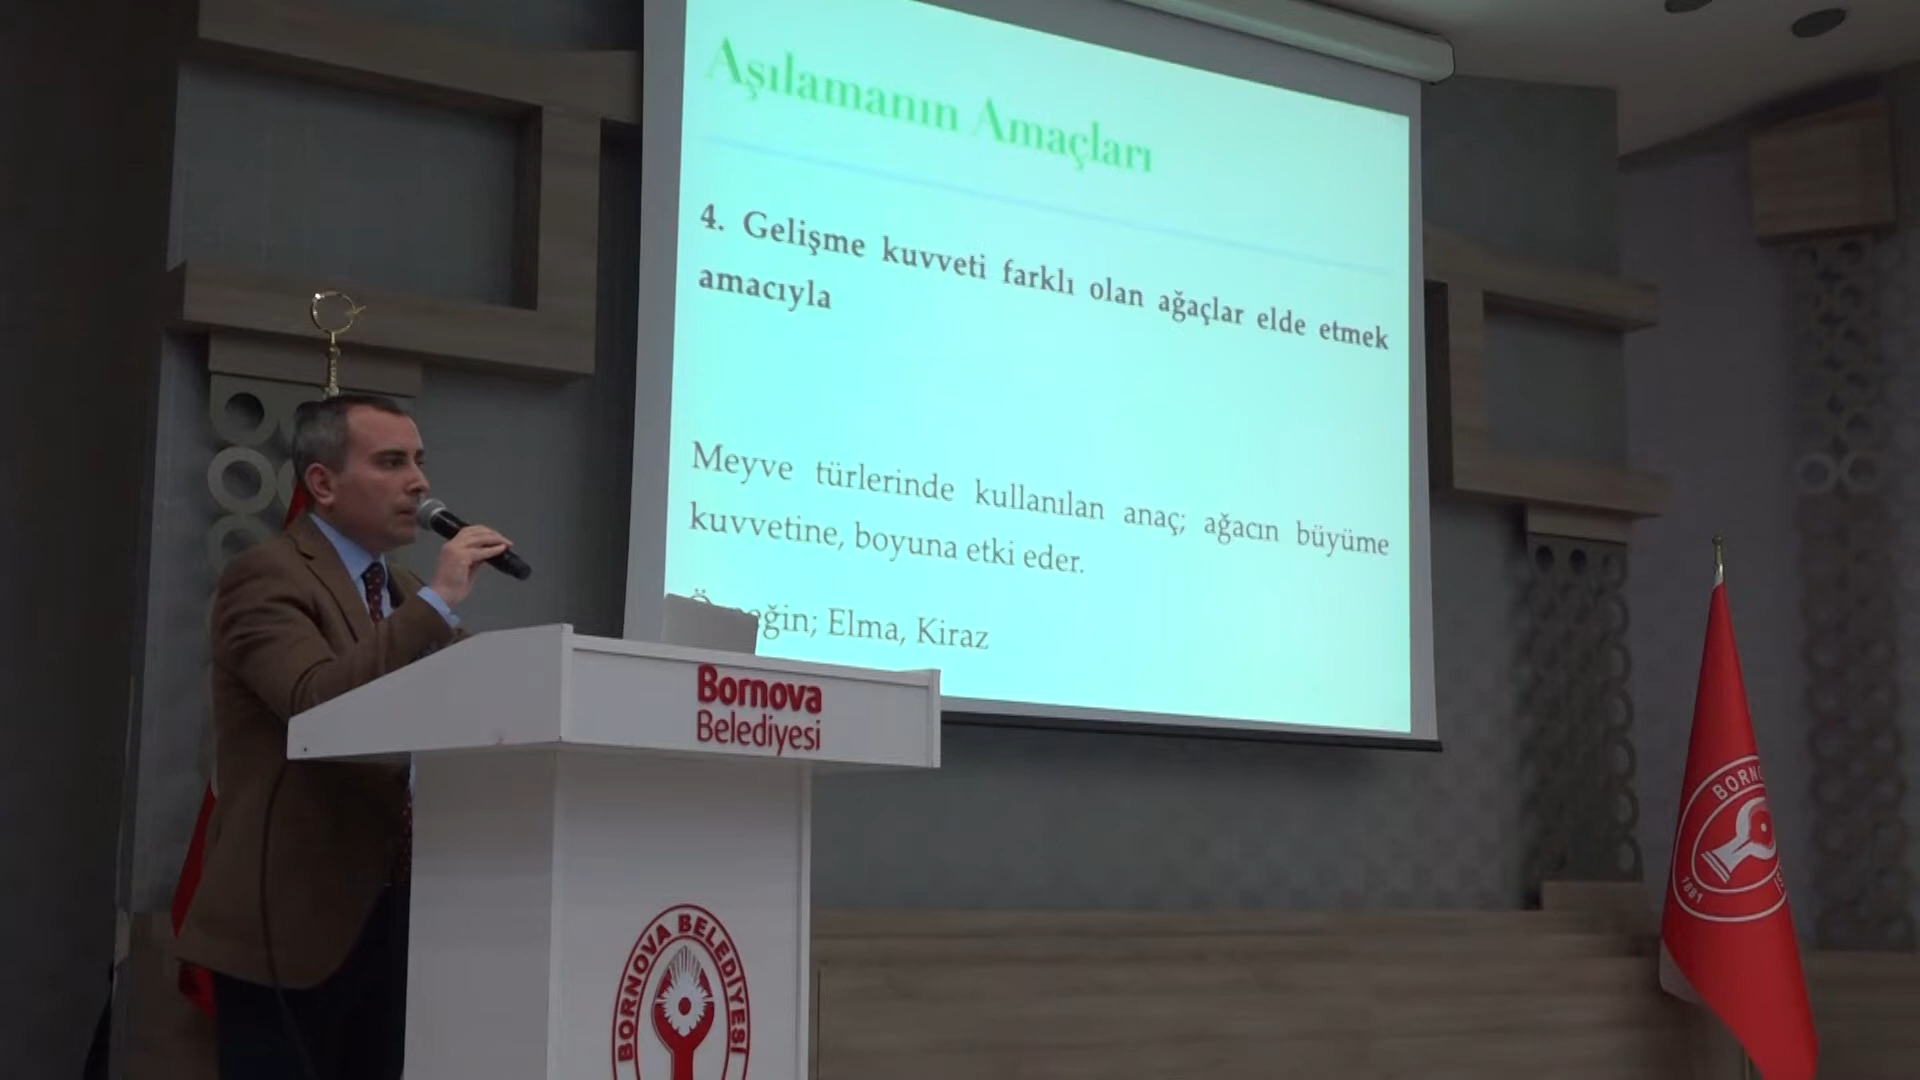 Aşılamanın Amaçları
4. Gelişme kuvveti farklı olan ağaçlar elde etmek
amacıyla
Meyve türlerinde kullanılan anaç; ağacın büyüme
kuvvetine, boyuna etki eder.
Elma, Kiraz
Bornova
Belediyesi
BORNOVA BELEDİYESİ
1881